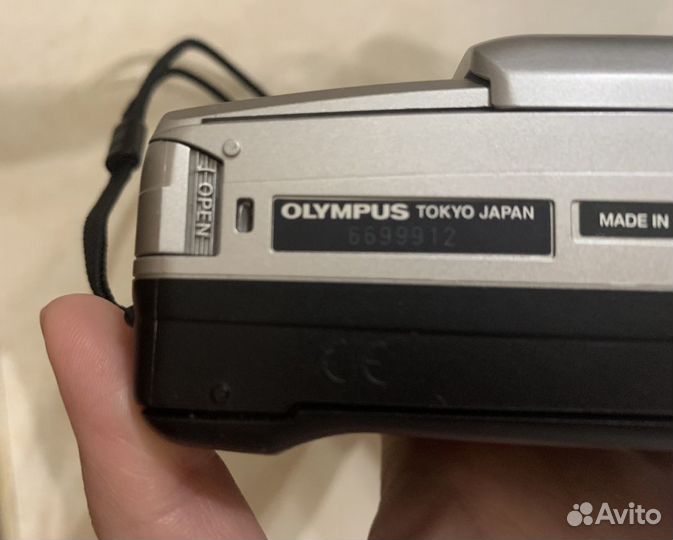 OPEN
OLYMPUS TOKYO JAPAN
6699912
MADE IN
CE
Avito